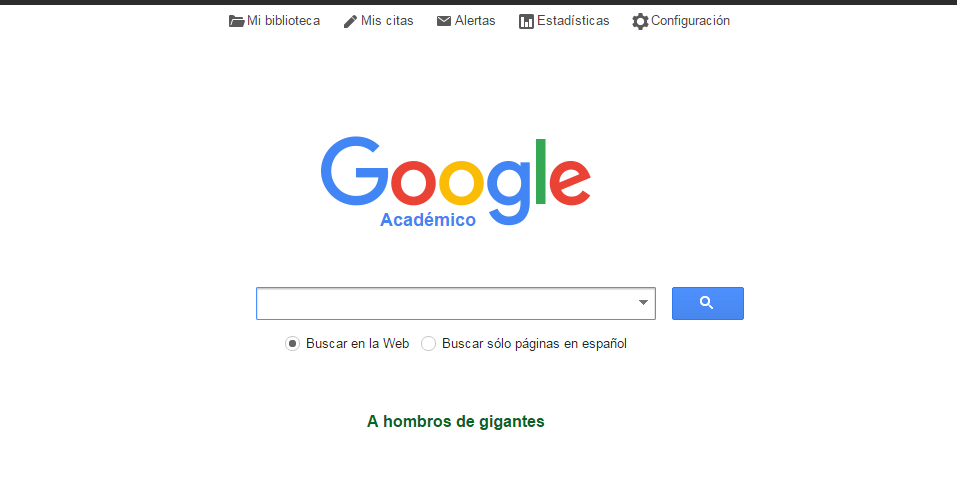 Mi biblioteca Mis citas Alertas Estadísticas Configuración
Google
Académico
Buscar en la Web Buscar sólo páginas en español
A hombros de gigantes